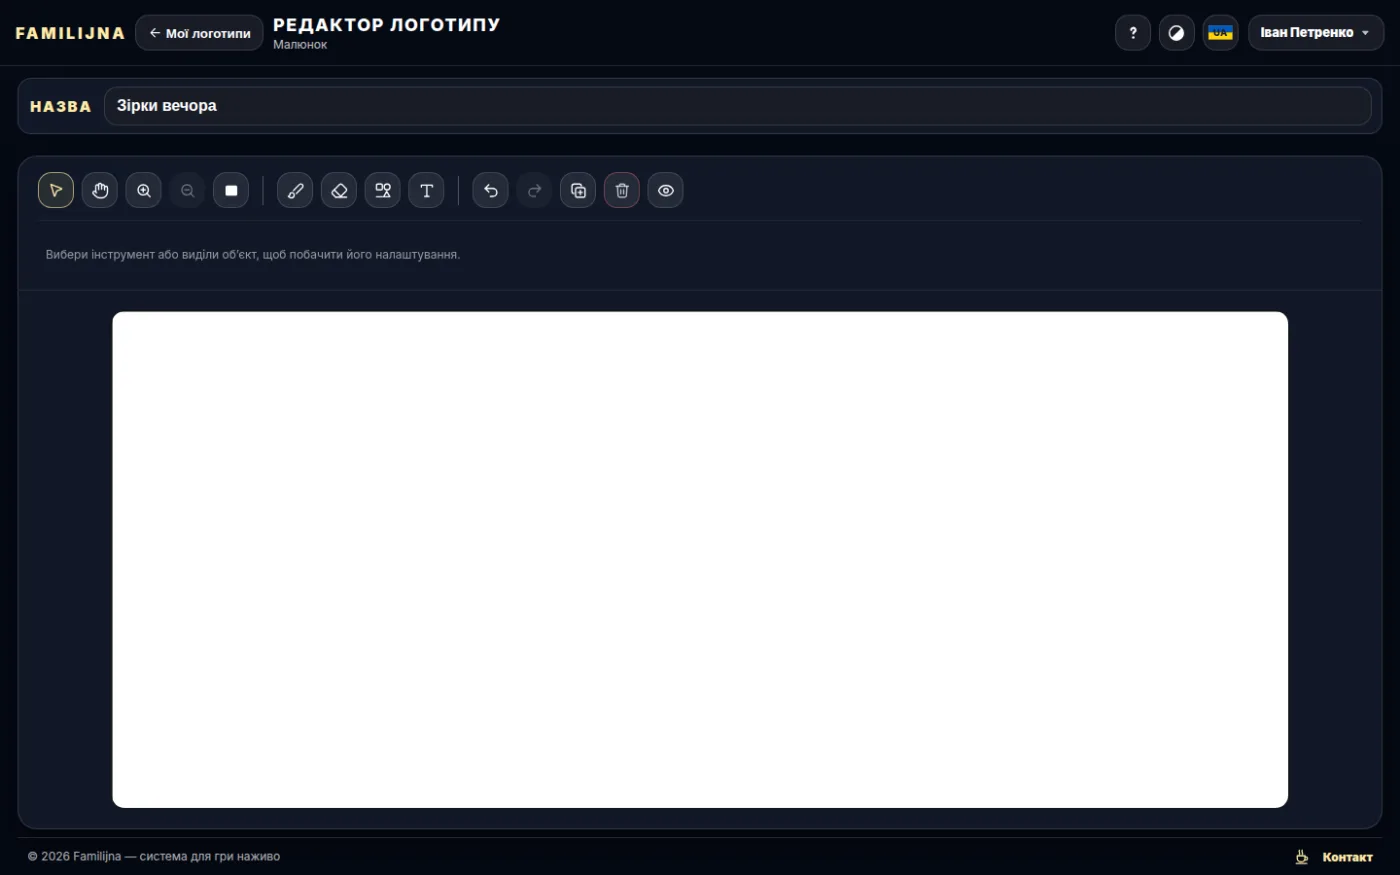 FAMILIJNA
← Мої логотипи
РЕДАКТОР ЛОГОТИПУ
Малюнок
?
UA
Іван Петренко
НАЗВА
Зірки вечора
Вибери інструмент або виділи об'єкт, щоб побачити його налаштування.
© 2026 Familijna — система для гри наживо
Контакт